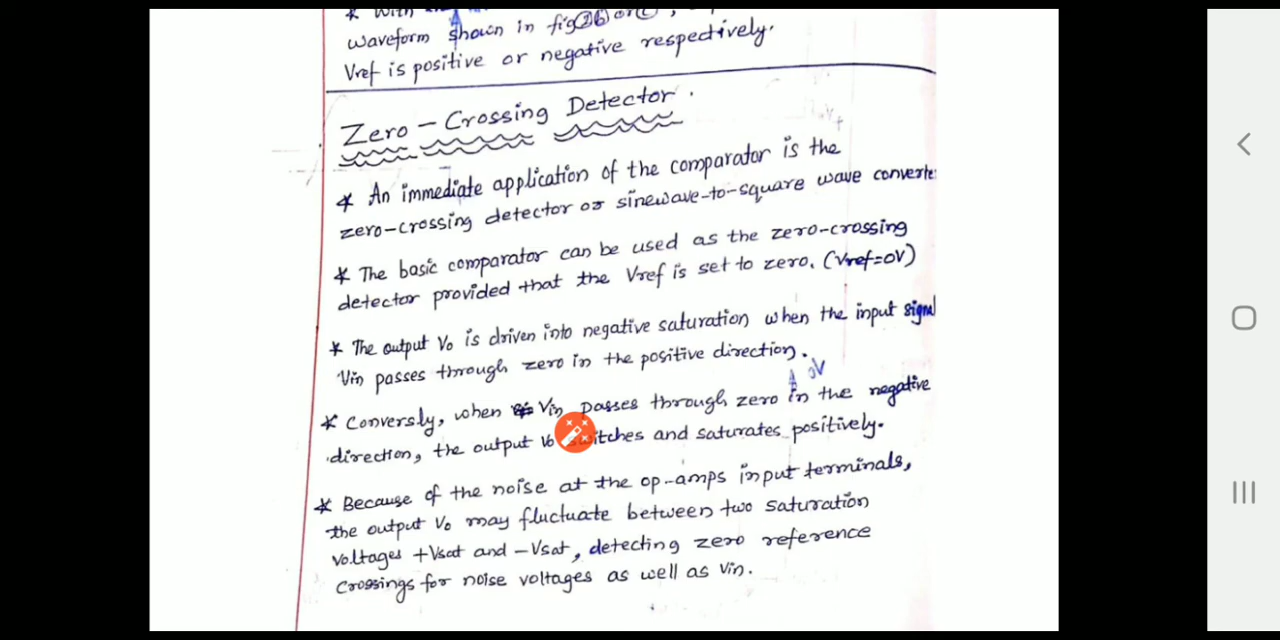 * With
waveform shown in fig(2b) or(c),
Vref is positive or negative respectively.
Zero - Crossing Detector.
* An immediate application of the comparator is the
zero-crossing detector or sinewave-to-square wave converte
* The basic comparator can be used as the zero-crossing
detector provided that the Vref is set to zero. (Vref=0V)
* The output Vo is driven into negative saturation when the input signal
Vin passes through zero in the positive direction.
0V
* Conversly, when Vin passes through zero in the negative
direction, the output Vo switches and saturates positively.
* Because of the noise at the op-amps input terminals,
the output Vo may fluctuate between two saturation
voltages +Vsat and -Vsat, detecting zero reference
crossings for noise voltages as well as Vin.